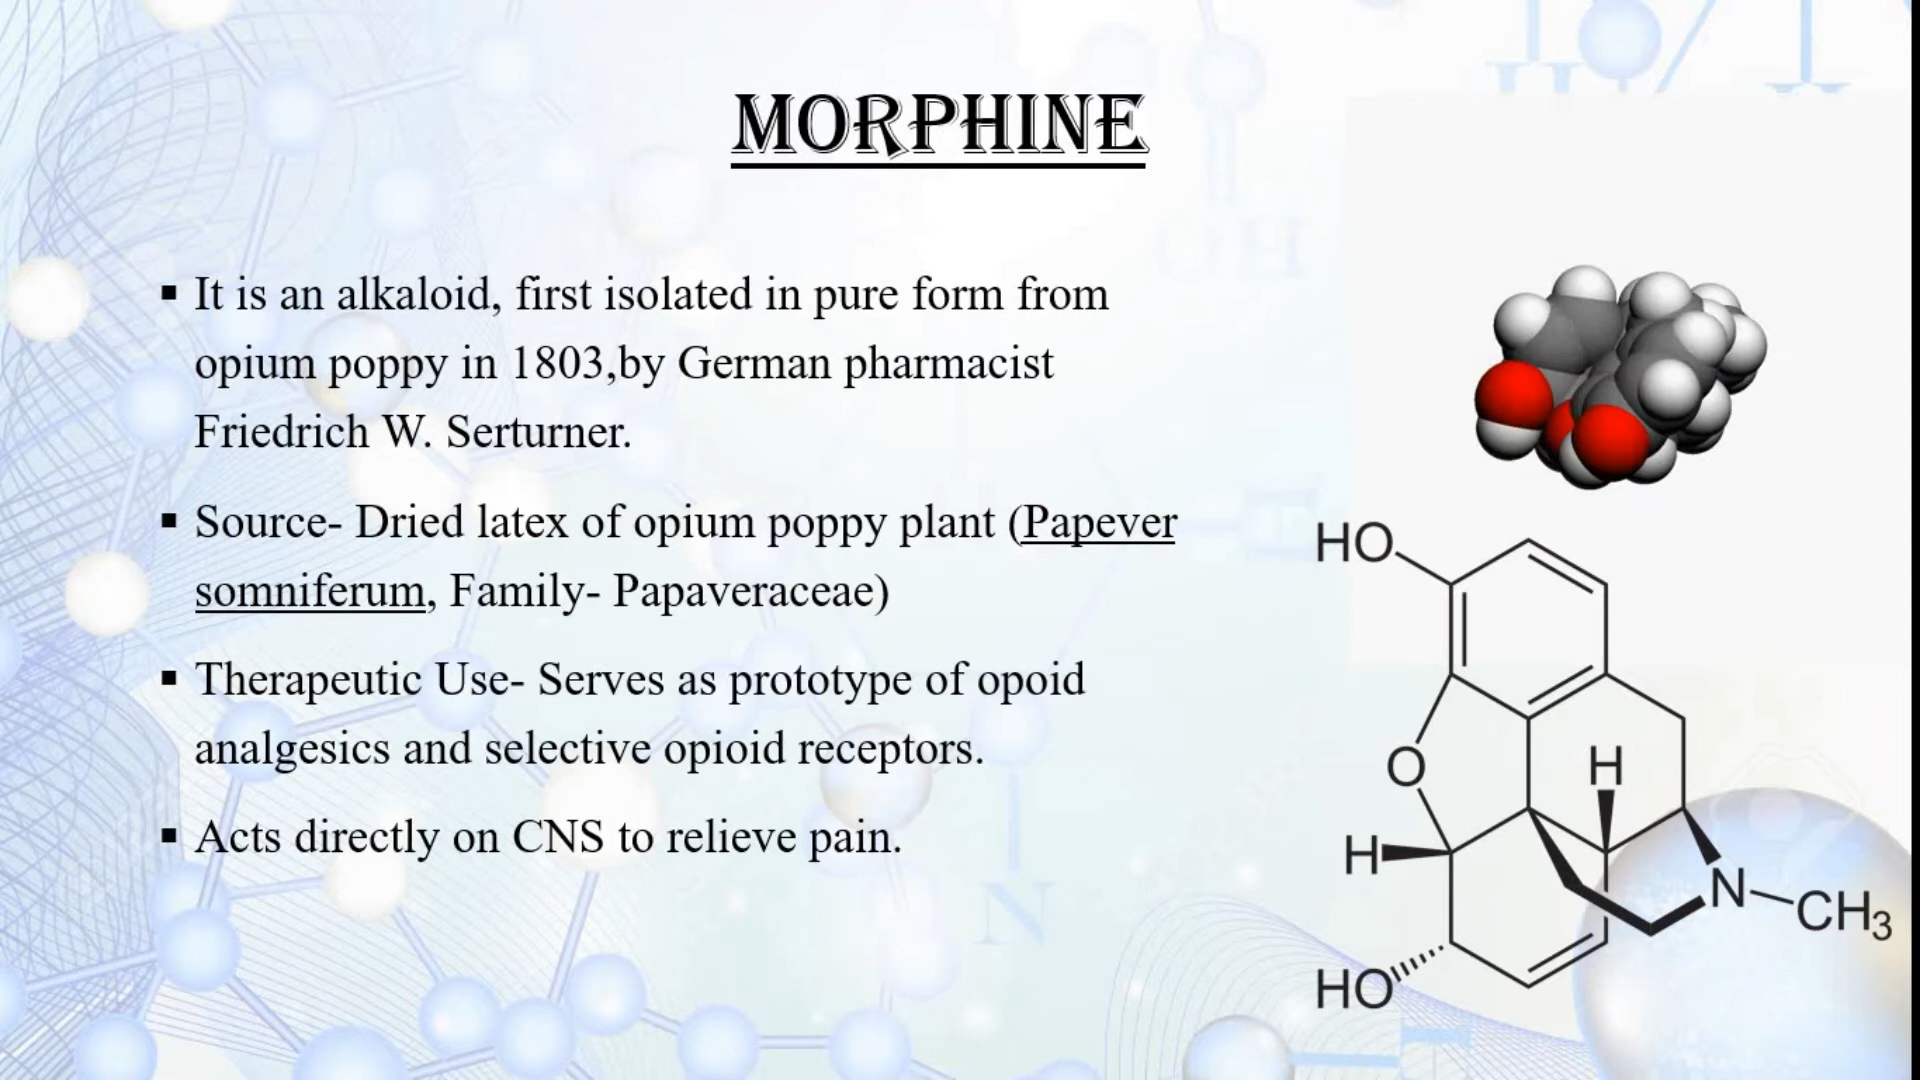 MORPHINE
▪ It is an alkaloid, first isolated in pure form from
opium poppy in 1803,by German pharmacist
Friedrich W. Serturner.
▪ Source- Dried latex of opium poppy plant (Papever
somniferum, Family- Papaveraceae)
▪ Therapeutic Use- Serves as prototype of opoid
analgesics and selective opioid receptors.
▪ Acts directly on CNS to relieve pain.
HO
O
H
H
N
CH3
HO